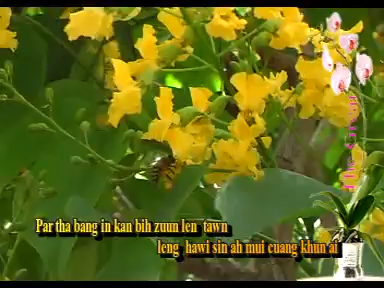 Par tha bang in kan bih zuun len tawn
leng hawi sin ah mui cuang khun ai